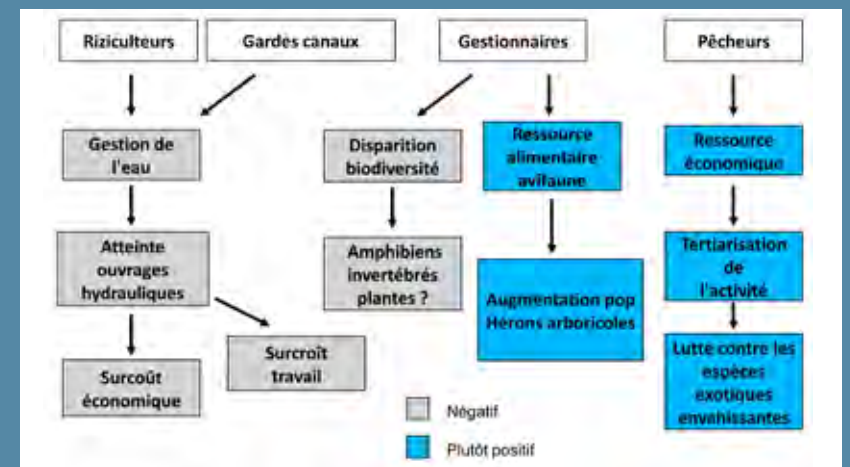 Riziculteurs
Gardes canaux
Gestionnaires
Pêcheurs
Gestion de
l'eau
Disparition
biodiversité
Ressource
alimentaire
avifaune
Ressource
économique
Atteinte
ouvrages
hydrauliques
Amphibiens
invertébrés
plantes ?
Augmentation pop
Hérons arboricoles
Tertiarisation
de
l'activité
Surcoût
économique
Surcroît
travail
Lutte contre les
espèces
exotiques
envahissantes
Négatif
Plutôt positif